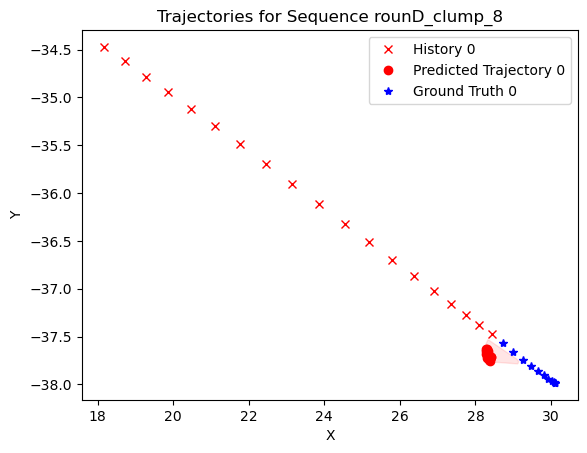 Trajectories for Sequence rounD_clump_8
History 0
Predicted Trajectory 0
Ground Truth 0
−34.5
−35.0
−35.5
−36.0
−36.5
−37.0
−37.5
−38.0
Y
18
20
22
24
26
28
30
X